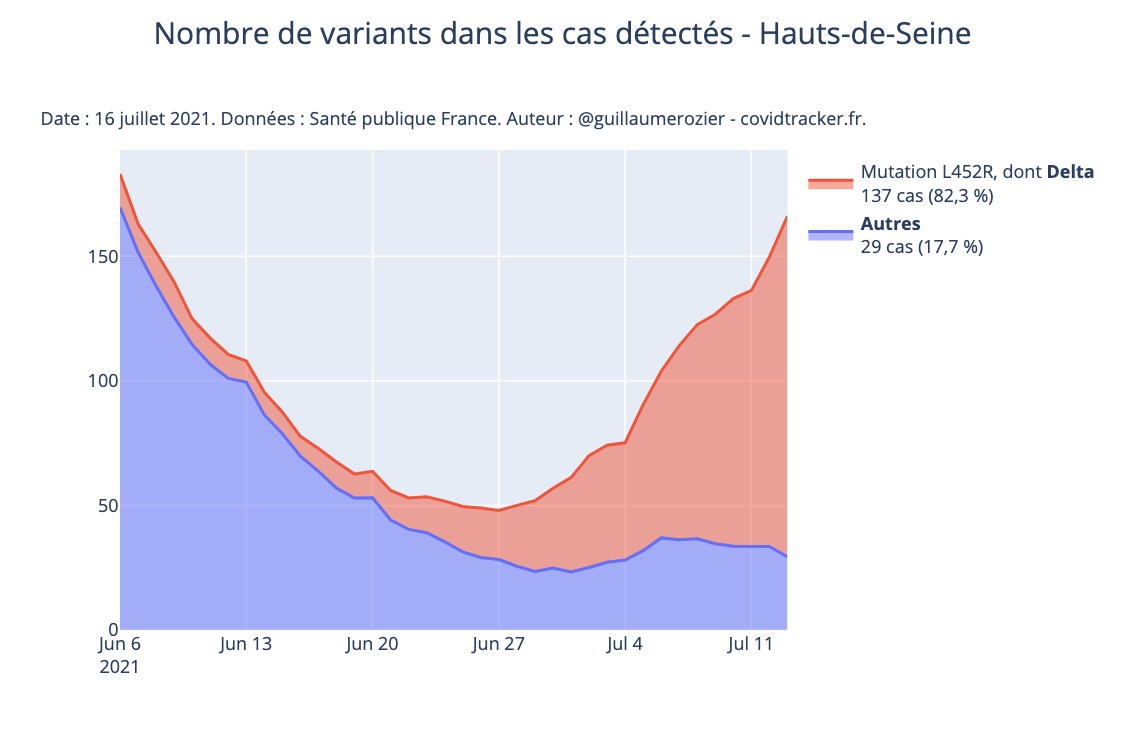 Nombre de variants dans les cas détectés - Hauts-de-Seine
Date : 16 juillet 2021. Données : Santé publique France. Auteur : @guillaumerozier - covidtracker.fr.
Mutation L452R, dont Delta
137 cas (82,3 %)
Autres
29 cas (17,7 %)
150
100
50
0
Jun 6
2021
Jun 13
Jun 20
Jun 27
Jul 4
Jul 11